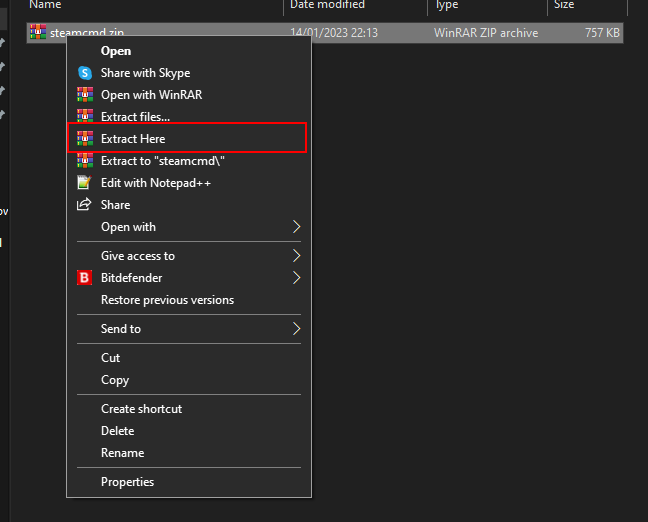 Name Date modified Type Size
steamcmd.zip 14/01/2023 22:13 WinRAR ZIP archive 757 KB
Open
Share with Skype
Open with WinRAR
Extract files...
Extract Here
Extract to "steamcmd\"
Edit with Notepad++
Share
Open with
Give access to
B Bitdefender
Restore previous versions
Send to
Cut
Copy
Create shortcut
Delete
Rename
Properties